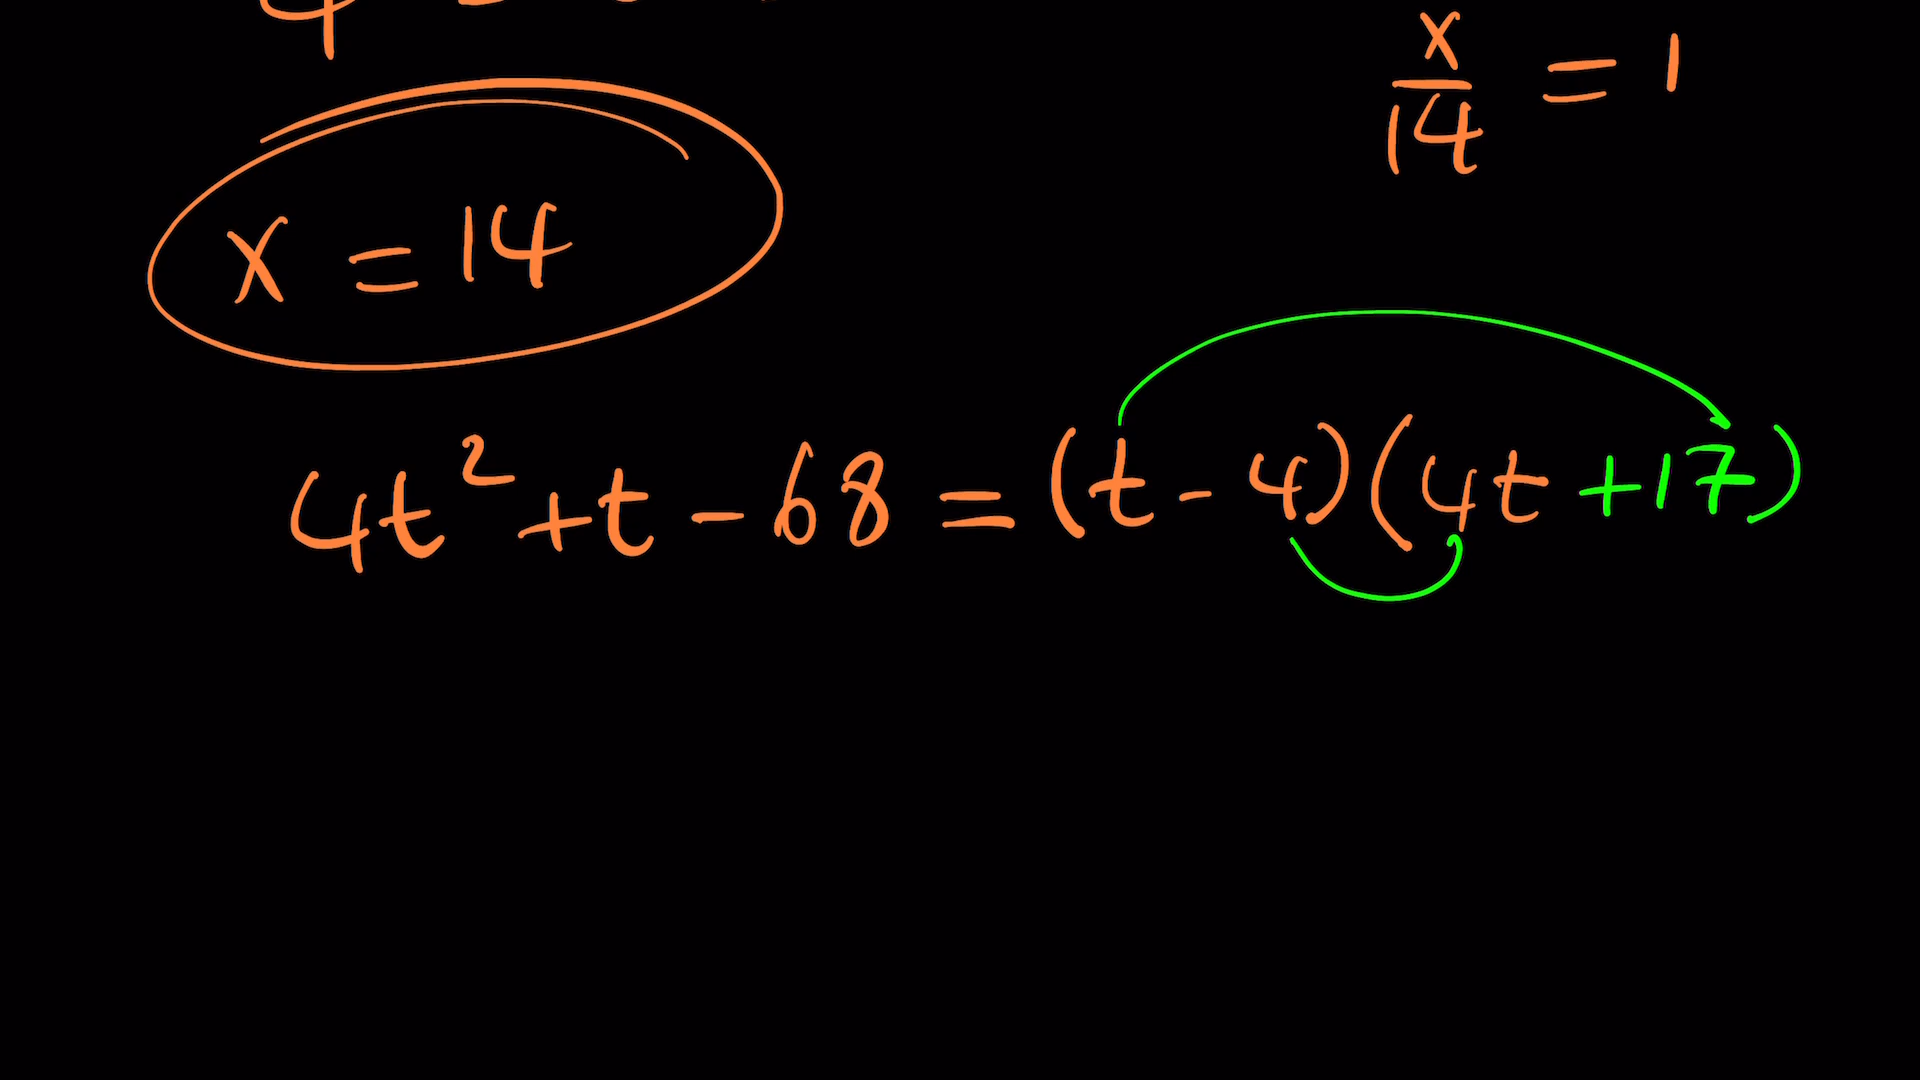 x/14 = 1
x = 14
4t² + t - 68 = (t - 4)(4t + 17)